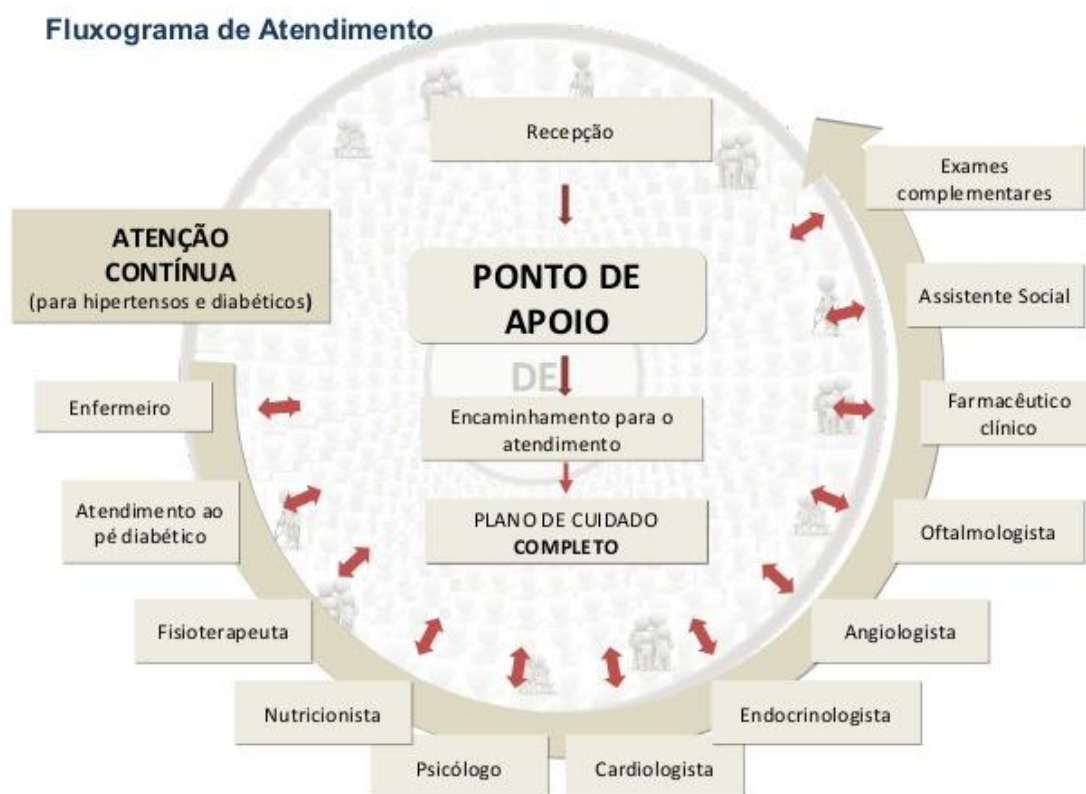 Fluxograma de Atendimento
Recepção
PONTO DE
APOIO
DE
Encaminhamento para o
atendimento
PLANO DE CUIDADO
COMPLETO
ATENÇÃO
CONTÍNUA
(para hipertensos e diabéticos)
Enfermeiro
Atendimento ao
pé diabético
Fisioterapeuta
Nutricionista
Psicólogo
Cardiologista
Endocrinologista
Angiologista
Oftalmologista
Farmacêutico
clínico
Assistente Social
Exames
complementares